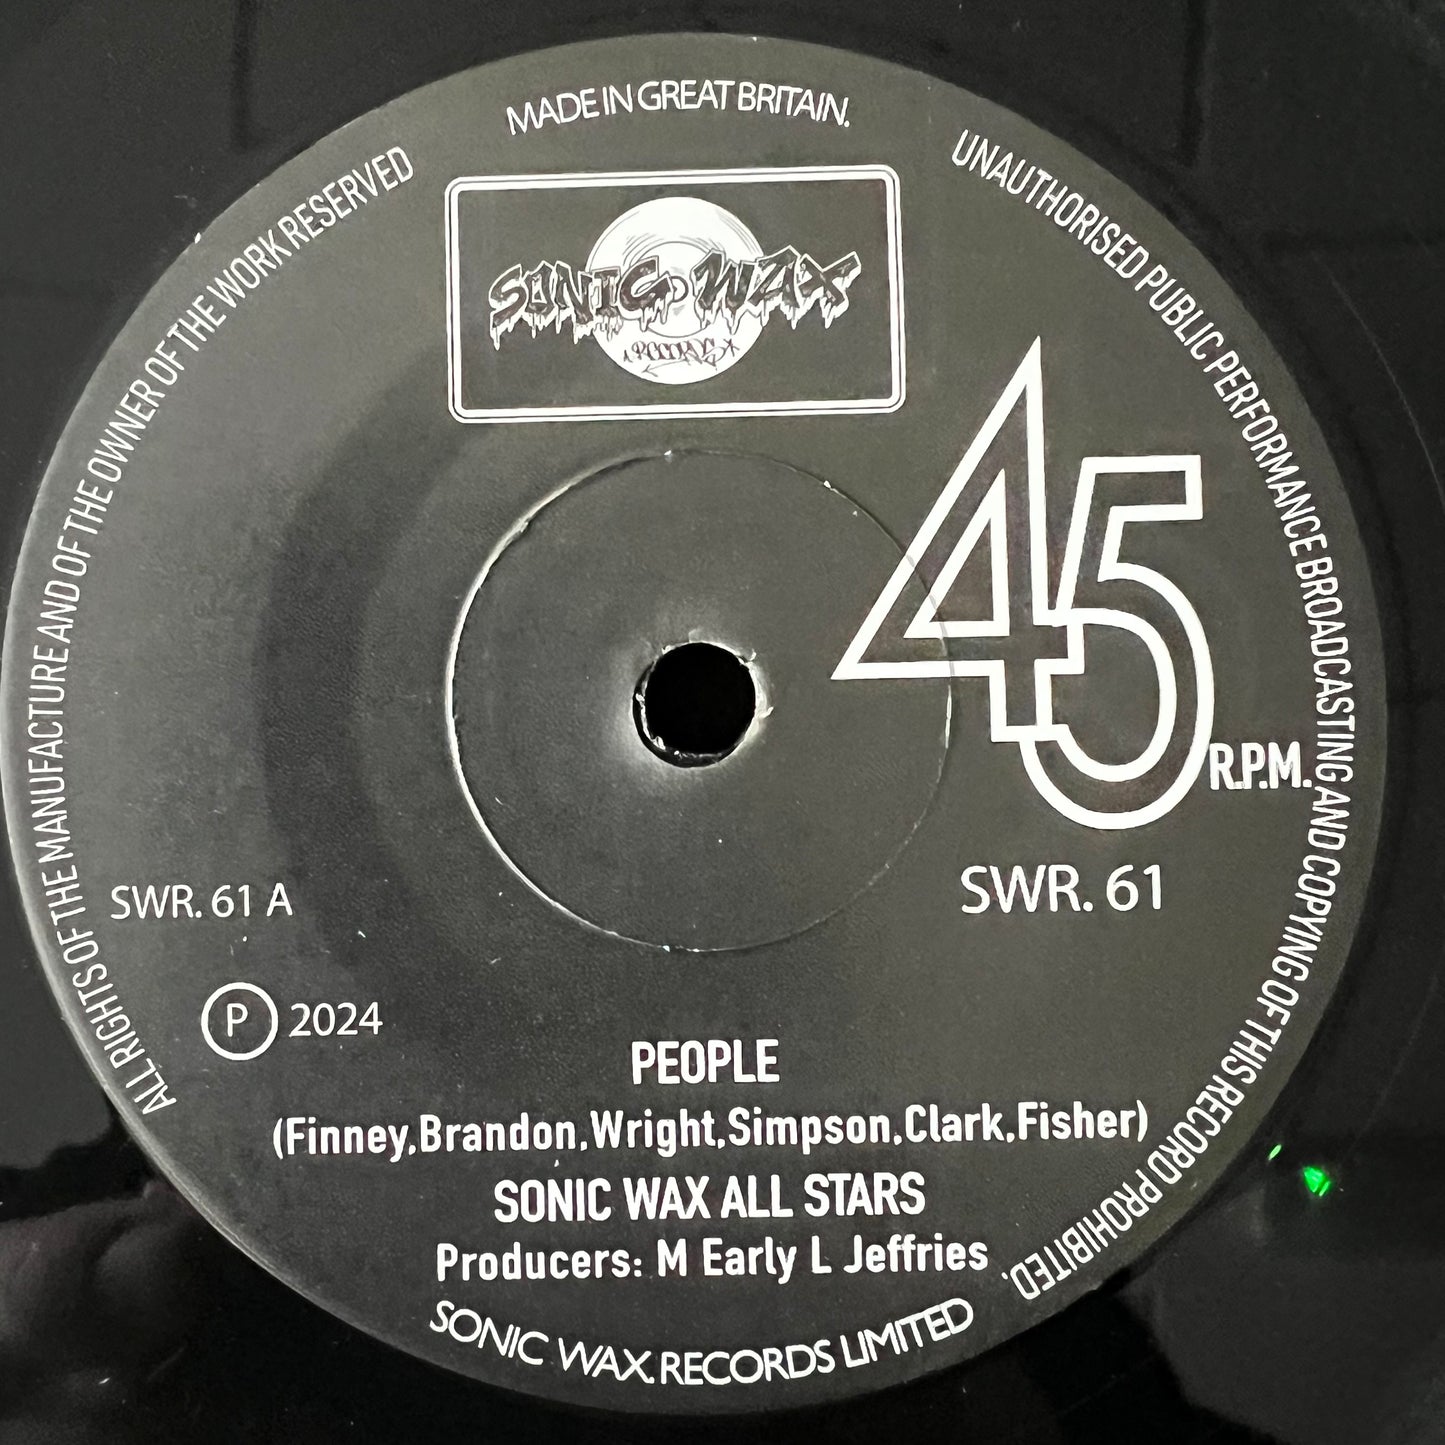 MADE IN GREAT BRITAIN.
ALL RIGHTS OF THE MANUFACTURE AND OF THE OWNER OF THE WORK RESERVED
UNAUTHORISED PUBLIC PERFORMANCE BROADCASTING AND COPYING OF THIS RECORD PROHIBITED.
SONIC WAX
RECORDS
45
R.P.M.
SWR. 61 A
SWR. 61
℗ 2024
PEOPLE
(Finney,Brandon,Wright,Simpson,Clark,Fisher)
SONIC WAX ALL STARS
Producers: M Early L Jeffries
SONIC WAX.RECORDS LIMITED